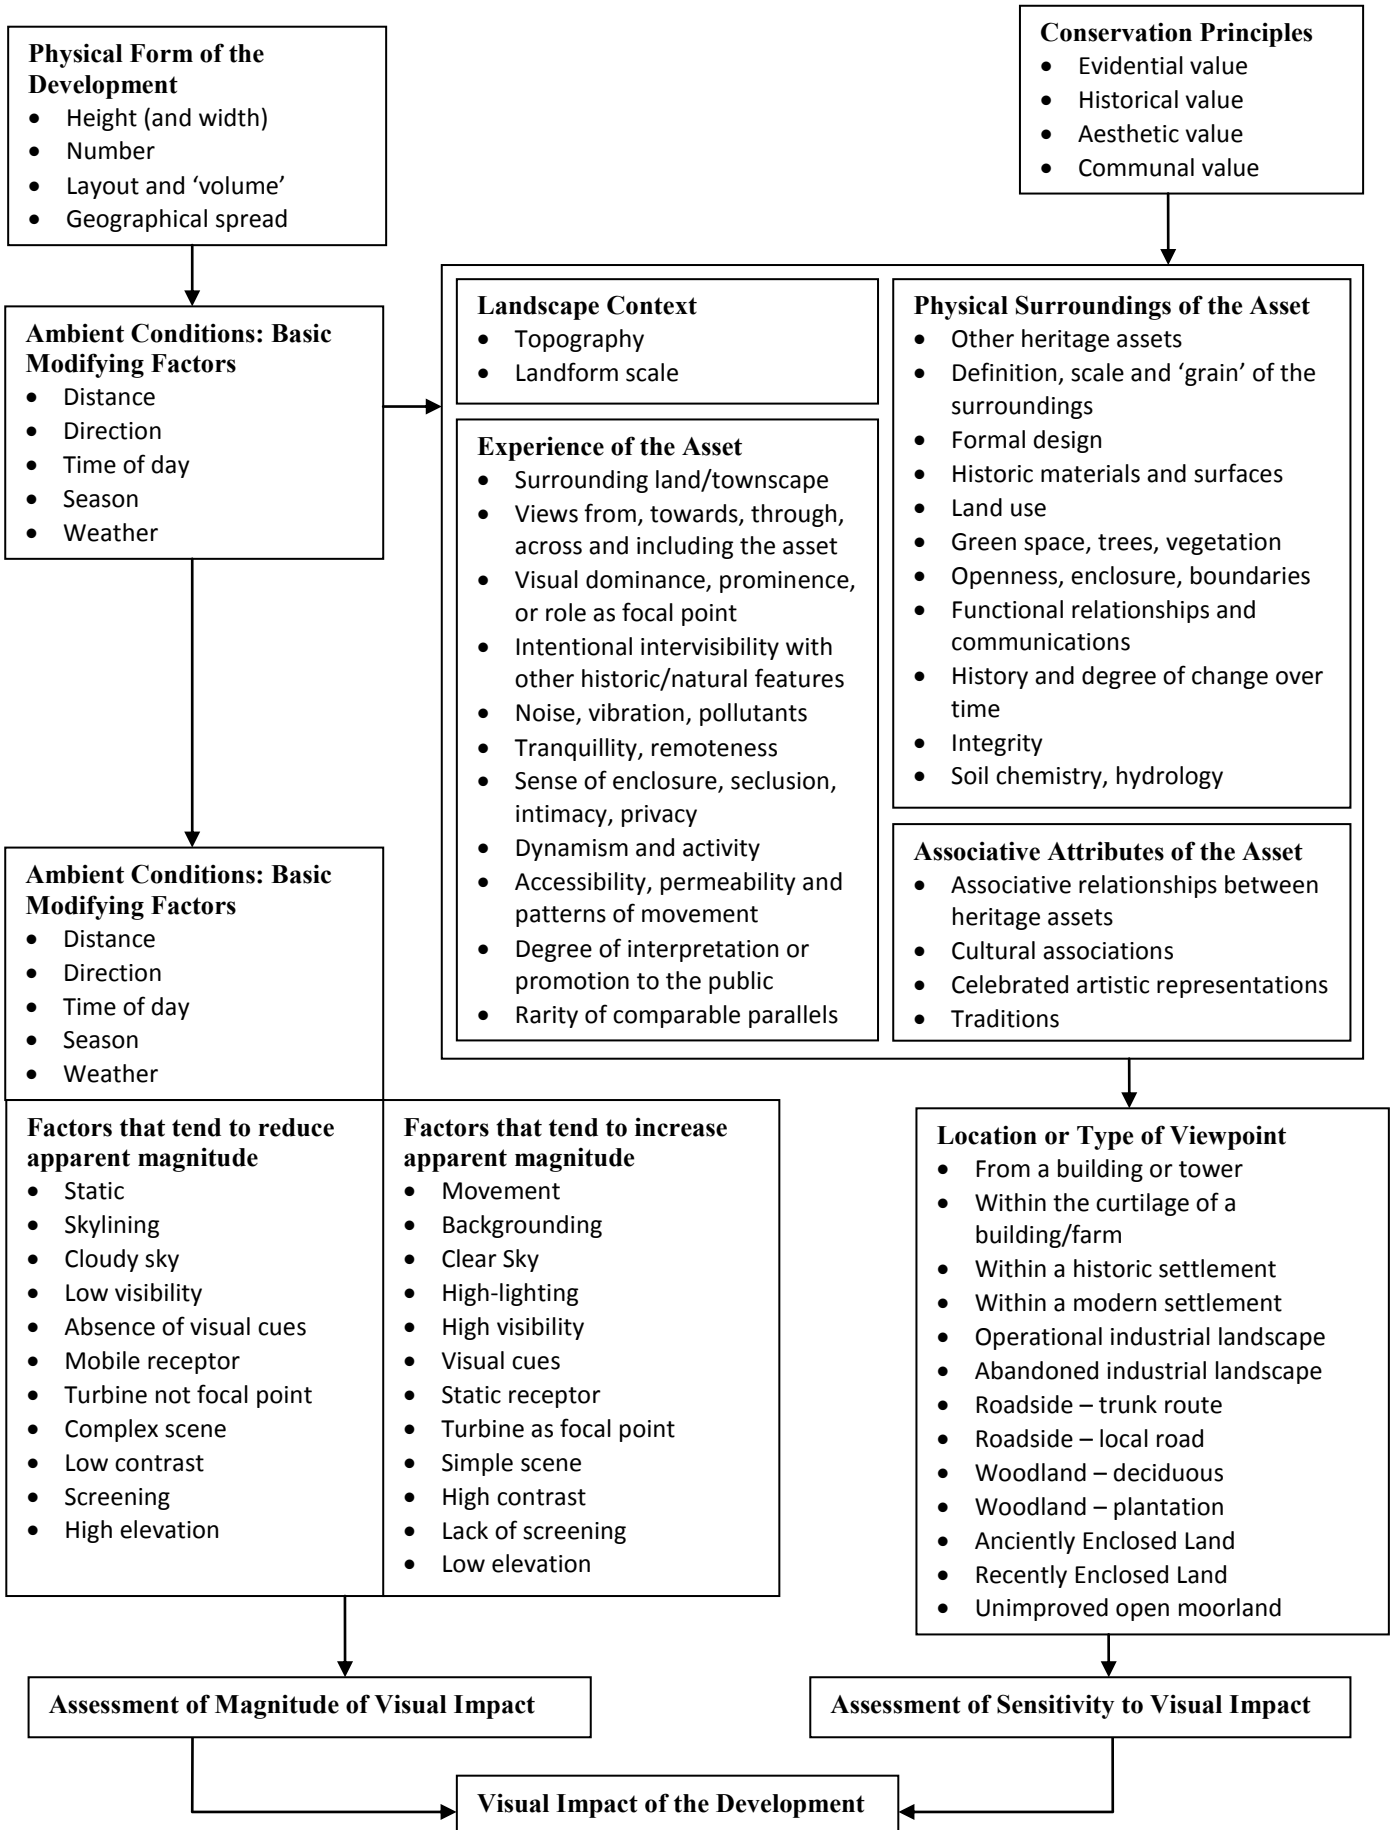 Physical Form of the
Development
• Height (and width)
• Number
• Layout and ‘volume’
• Geographical spread
Conservation Principles
• Evidential value
• Historical value
• Aesthetic value
• Communal value
Ambient Conditions: Basic
Modifying Factors
• Distance
• Direction
• Time of day
• Season
• Weather
Landscape Context
• Topography
• Landform scale
Experience of the Asset
• Surrounding land/townscape
• Views from, towards, through,
across and including the asset
• Visual dominance, prominence,
or role as focal point
• Intentional intervisibility with
other historic/natural features
• Noise, vibration, pollutants
• Tranquillity, remoteness
• Sense of enclosure, seclusion,
intimacy, privacy
• Dynamism and activity
• Accessibility, permeability and
patterns of movement
• Degree of interpretation or
promotion to the public
• Rarity of comparable parallels
Physical Surroundings of the Asset
• Other heritage assets
• Definition, scale and ‘grain’ of the
surroundings
• Formal design
• Historic materials and surfaces
• Land use
• Green space, trees, vegetation
• Openness, enclosure, boundaries
• Functional relationships and
communications
• History and degree of change over
time
• Integrity
• Soil chemistry, hydrology
Associative Attributes of the Asset
• Associative relationships between
heritage assets
• Cultural associations
• Celebrated artistic representations
• Traditions
Ambient Conditions: Basic
Modifying Factors
• Distance
• Direction
• Time of day
• Season
• Weather
Factors that tend to reduce
apparent magnitude
• Static
• Skylining
• Cloudy sky
• Low visibility
• Absence of visual cues
• Mobile receptor
• Turbine not focal point
• Complex scene
• Low contrast
• Screening
• High elevation
Factors that tend to increase
apparent magnitude
• Movement
• Backgrounding
• Clear Sky
• High-lighting
• High visibility
• Visual cues
• Static receptor
• Turbine as focal point
• Simple scene
• High contrast
• Lack of screening
• Low elevation
Location or Type of Viewpoint
• From a building or tower
• Within the curtilage of a
building/farm
• Within a historic settlement
• Within a modern settlement
• Operational industrial landscape
• Abandoned industrial landscape
• Roadside – trunk route
• Roadside – local road
• Woodland – deciduous
• Woodland – plantation
• Anciently Enclosed Land
• Recently Enclosed Land
• Unimproved open moorland
Assessment of Magnitude of Visual Impact
Assessment of Sensitivity to Visual Impact
Visual Impact of the Development